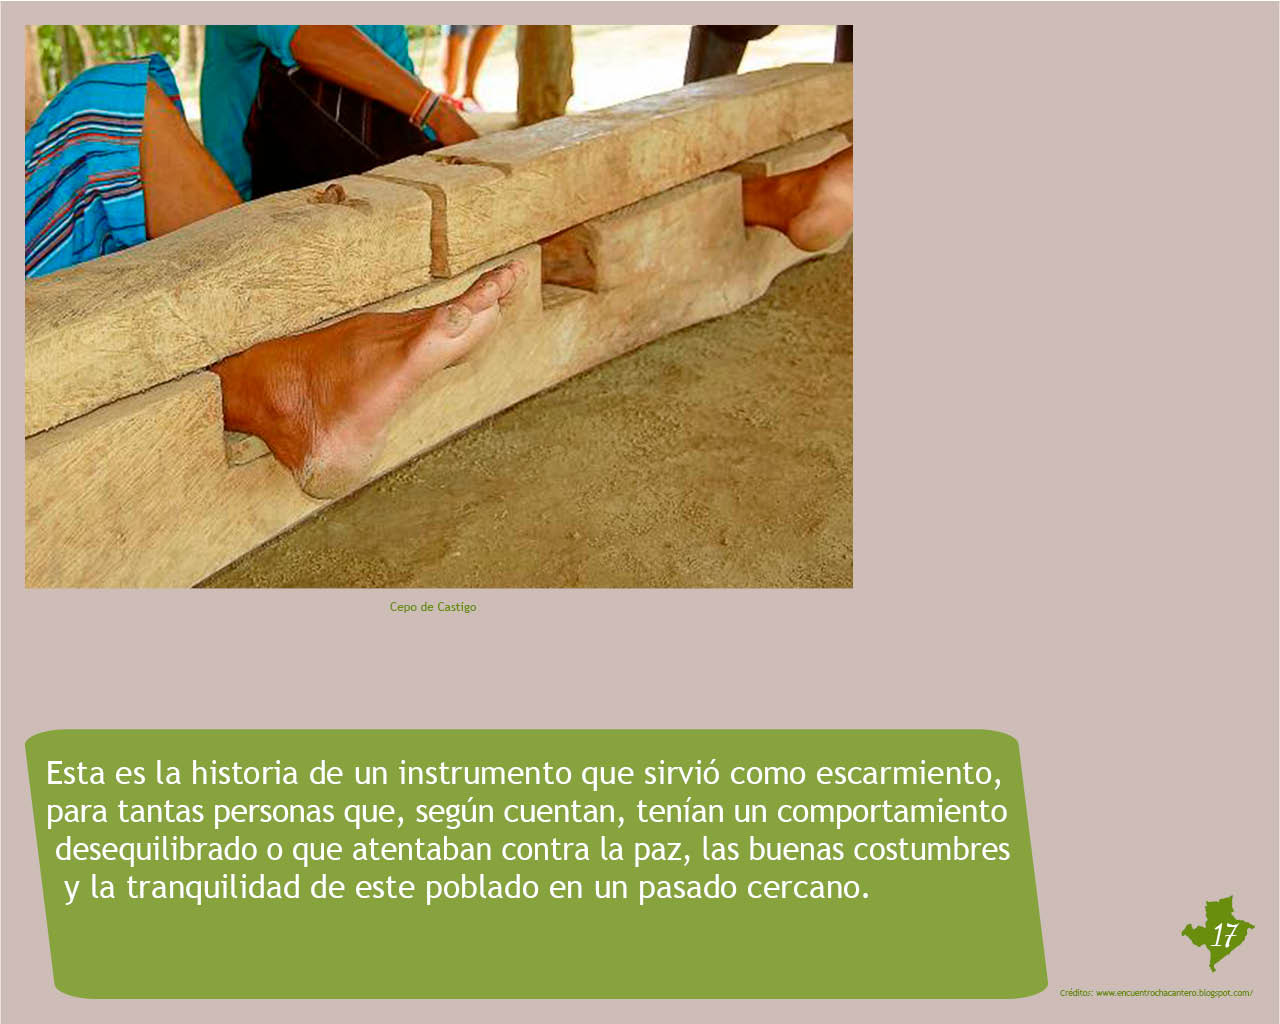 Cepo de Castigo
Esta es la historia de un instrumento que sirvió como escarmiento,
para tantas personas que, según cuentan, tenían un comportamiento
desequilibrado o que atentaban contra la paz, las buenas costumbres
y la tranquilidad de este poblado en un pasado cercano.
17
Créditos: www.encuentrochacantero.blogspot.com/